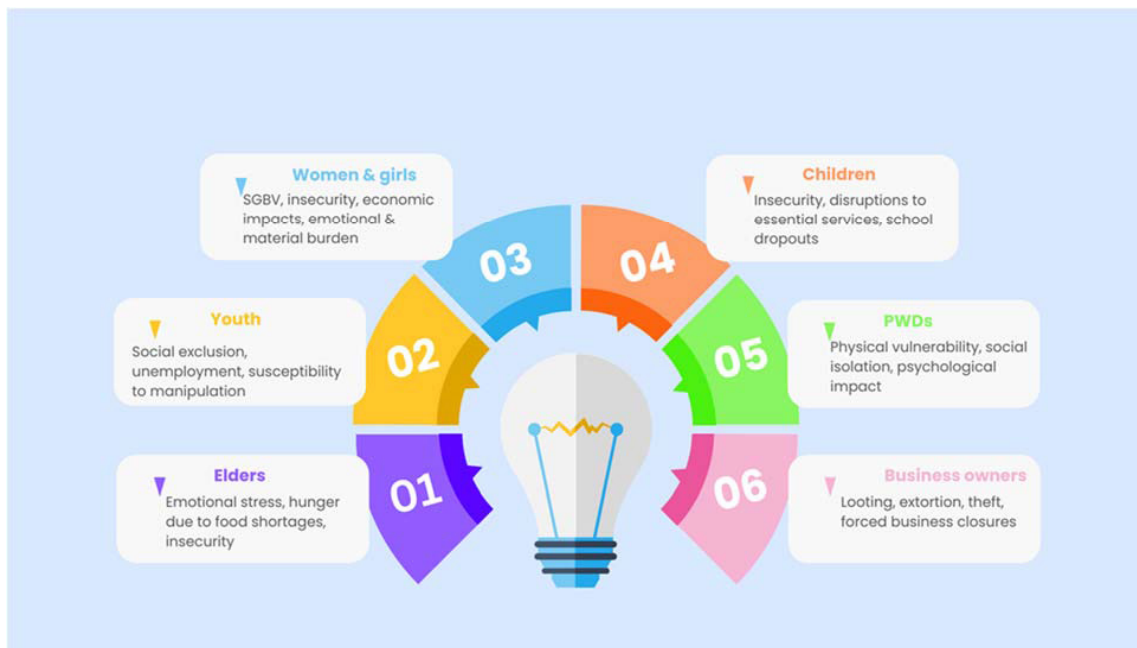 Women & girls
SGBV, insecurity, economic
impacts, emotional &
material burden
Children
Insecurity, disruptions to
essential services, school
dropouts
03
04
Youth
Social exclusion,
unemployment, susceptibility
to manipulation
02
PWDs
Physical vulnerability, social
isolation, psychological
impact
05
Elders
Emotional stress, hunger
due to food shortages,
insecurity
01
Business owners
Looting, extortion, theft,
forced business closures
06